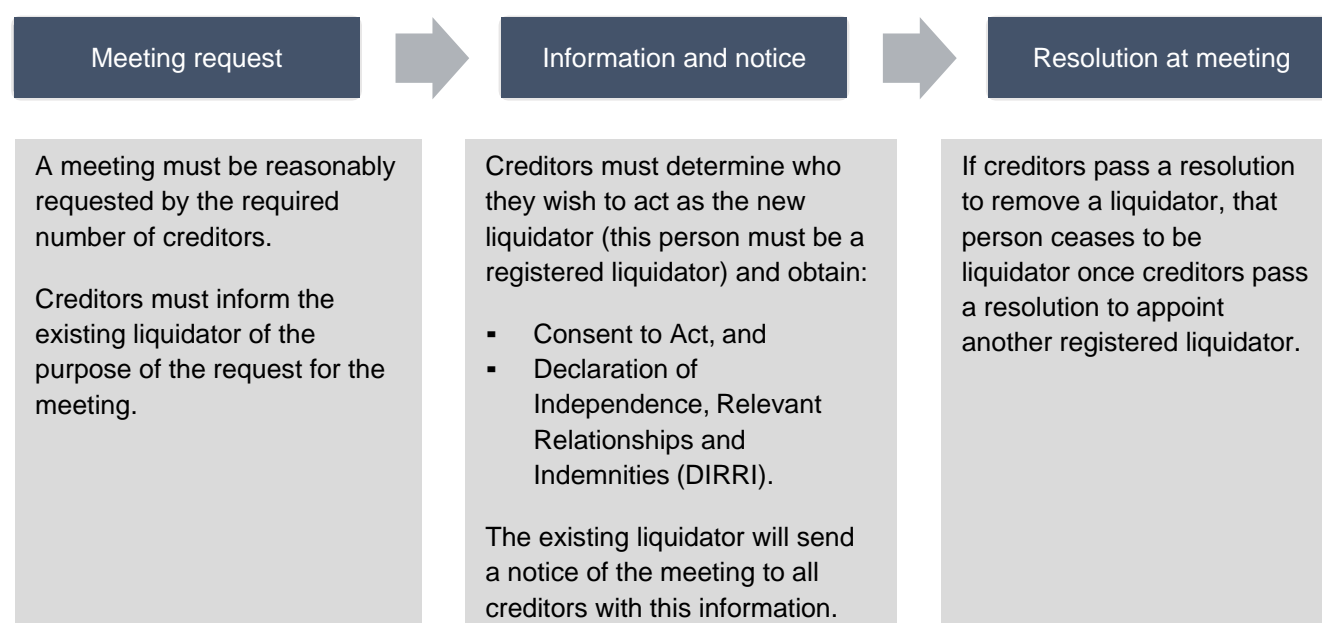 Meeting request
Information and notice
Resolution at meeting
A meeting must be reasonably
requested by the required
number of creditors.
Creditors must inform the
existing liquidator of the
purpose of the request for the
meeting.
Creditors must determine who
they wish to act as the new
liquidator (this person must be a
registered liquidator) and obtain:
▪ Consent to Act, and
▪ Declaration of
Independence, Relevant
Relationships and
Indemnities (DIRRI).
The existing liquidator will send
a notice of the meeting to all
creditors with this information.
If creditors pass a resolution
to remove a liquidator, that
person ceases to be
liquidator once creditors pass
a resolution to appoint
another registered liquidator.